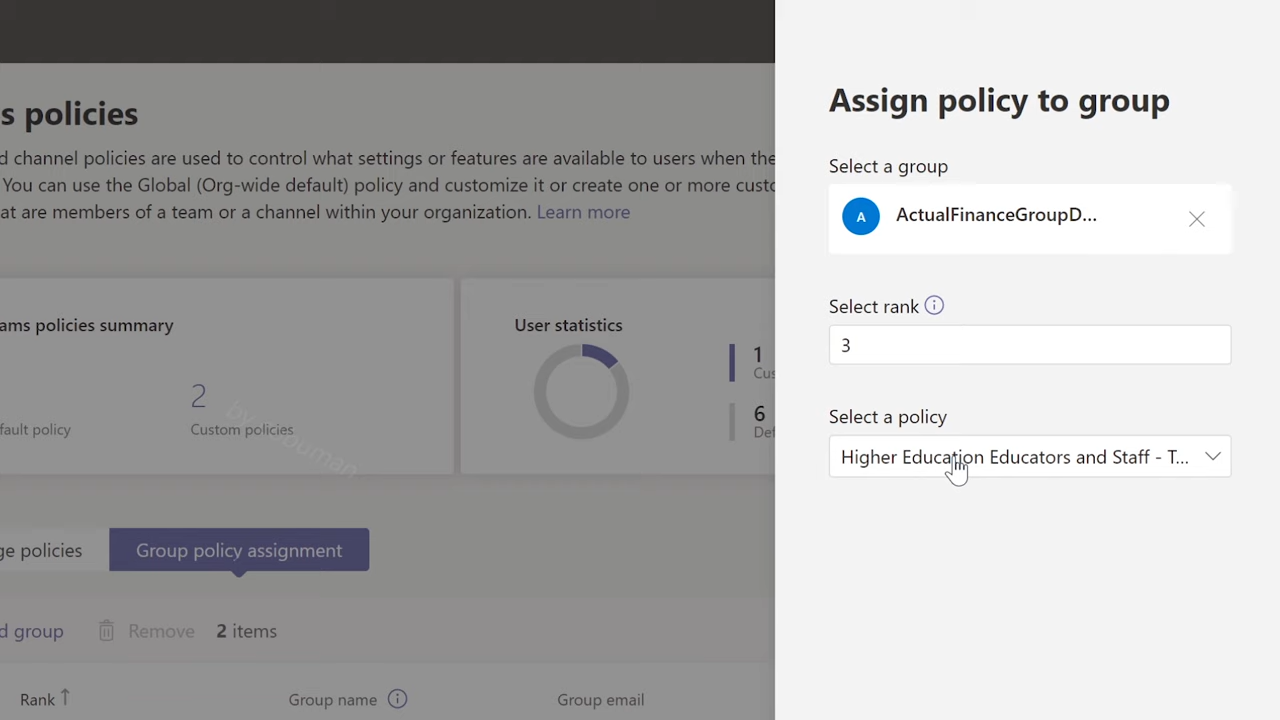 s policies
d channel policies are used to control what settings or features are available to users when the
You can use the Global (Org-wide default) policy and customize it or create one or more custo
at are members of a team or a channel within your organization. Learn more
ams policies summary
2
fault policy
Custom policies
User statistics
1
Cus
6
Def
ge policies
Group policy assignment
d group
Remove
2 items
Rank
Group name
Group email
Assign policy to group
Select a group
A
ActualFinanceGroupD...
Select rank
3
Select a policy
Higher Education Educators and Staff - T...